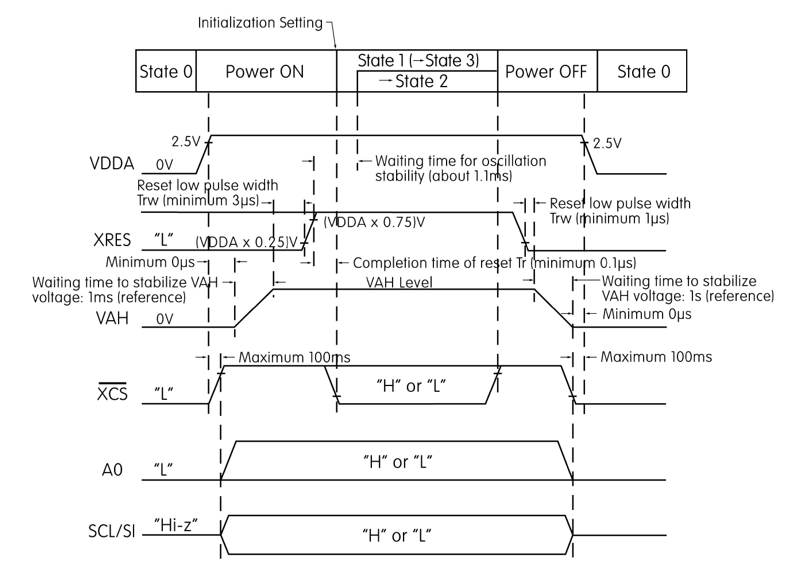 Initialization Setting
State 0
Power ON
State 1 (→State 3)
→State 2
Power OFF
State 0
2.5V
2.5V
VDDA
0V
Waiting time for oscillation
stability (about 1.1ms)
Reset low pulse width
Trw (minimum 3µs)
Reset low pulse width
Trw (minimum 1µs)
(VDDA x 0.75)V
XRES
"L"
(VDDA x 0.25)V
Minimum 0µs
Completion time of reset Tr (minimum 0.1µs)
Waiting time to stabilize VAH
voltage: 1ms (reference)
VAH Level
Waiting time to stabilize
VAH voltage: 1s (reference)
VAH
0V
Minimum 0µs
Maximum 100ms
Maximum 100ms
XCS
"L"
"H" or "L"
A0
"L"
"H" or "L"
SCL/SI
"Hi-z"
"H" or "L"